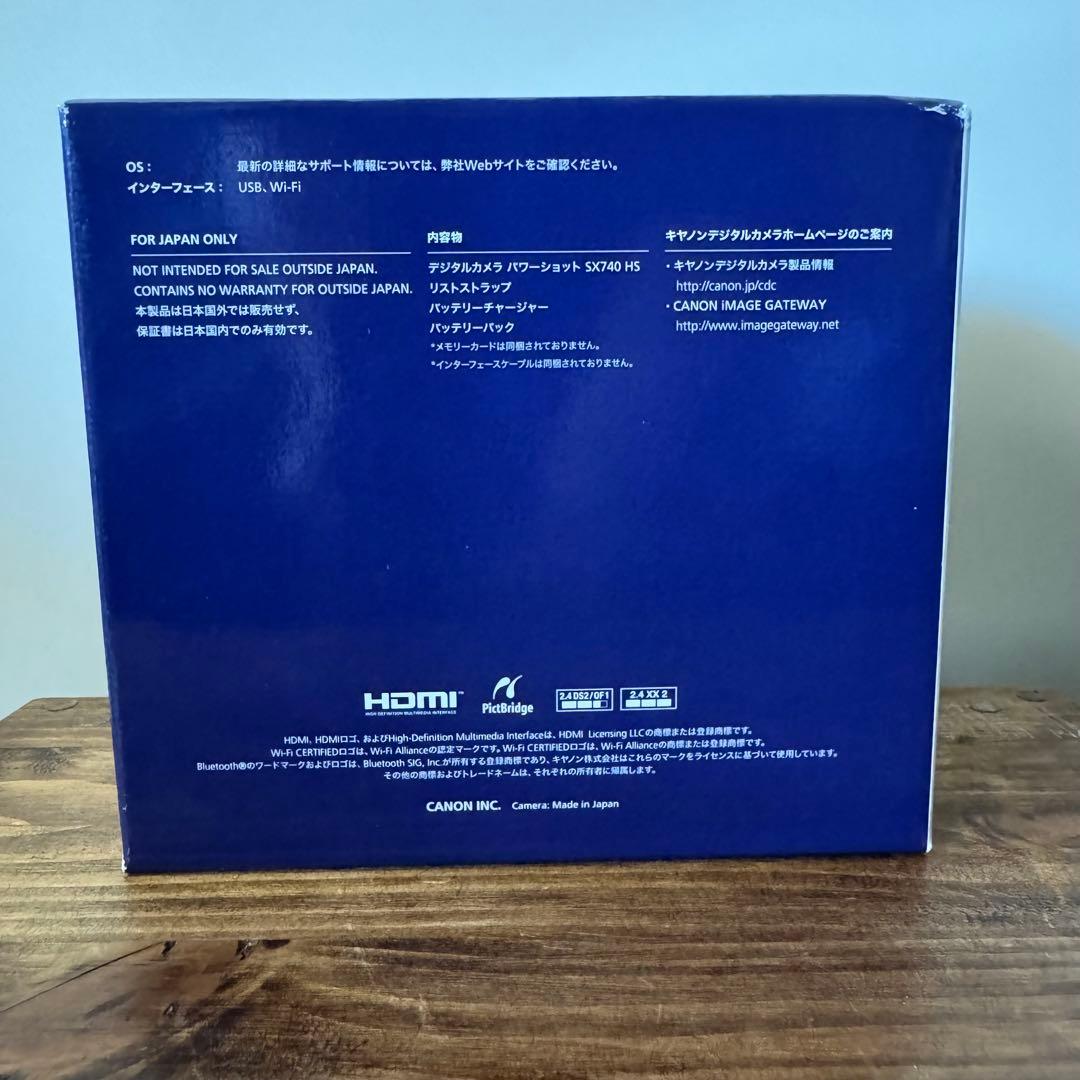 OS： 最新の詳細なサポート情報については、弊社Webサイトをご確認ください。
インターフェース： USB、Wi-Fi
FOR JAPAN ONLY
NOT INTENDED FOR SALE OUTSIDE JAPAN.
CONTAINS NO WARRANTY FOR OUTSIDE JAPAN.
本製品は日本国外では販売せず、
保証書は日本国内でのみ有効です。
内容物
デジタルカメラ パワーショット SX740 HS
リストストラップ
バッテリーチャージャー
バッテリーパック
*メモリーカードは同梱されておりません。
*インターフェースケーブルは同梱されておりません。
キヤノンデジタルカメラホームページのご案内
・キヤノンデジタルカメラ製品情報
http://canon.jp/cdc
・CANON iMAGE GATEWAY
http://www.imagegateway.net
HDMI™
HIGH-DEFINITION MULTIMEDIA INTERFACE
PictBridge
2.4 DS2/OF1
2.4 XX 2
HDMI、HDMIロゴ、およびHigh-Definition Multimedia Interfaceは、HDMI Licensing LLCの商標または登録商標です。
Wi-Fi CERTIFIEDロゴは、Wi-Fi Allianceの認定マークです。Wi-Fi CERTIFIEDロゴは、Wi-Fi Allianceの商標または登録商標です。
Bluetooth®のワードマークおよびロゴは、Bluetooth SIG, Inc.が所有する登録商標であり、キヤノン株式会社はこれらのマークをライセンスに基づいて使用しています。
その他の商標およびトレードネームは、それぞれの所有者に帰属します。
CANON INC. Camera: Made in Japan